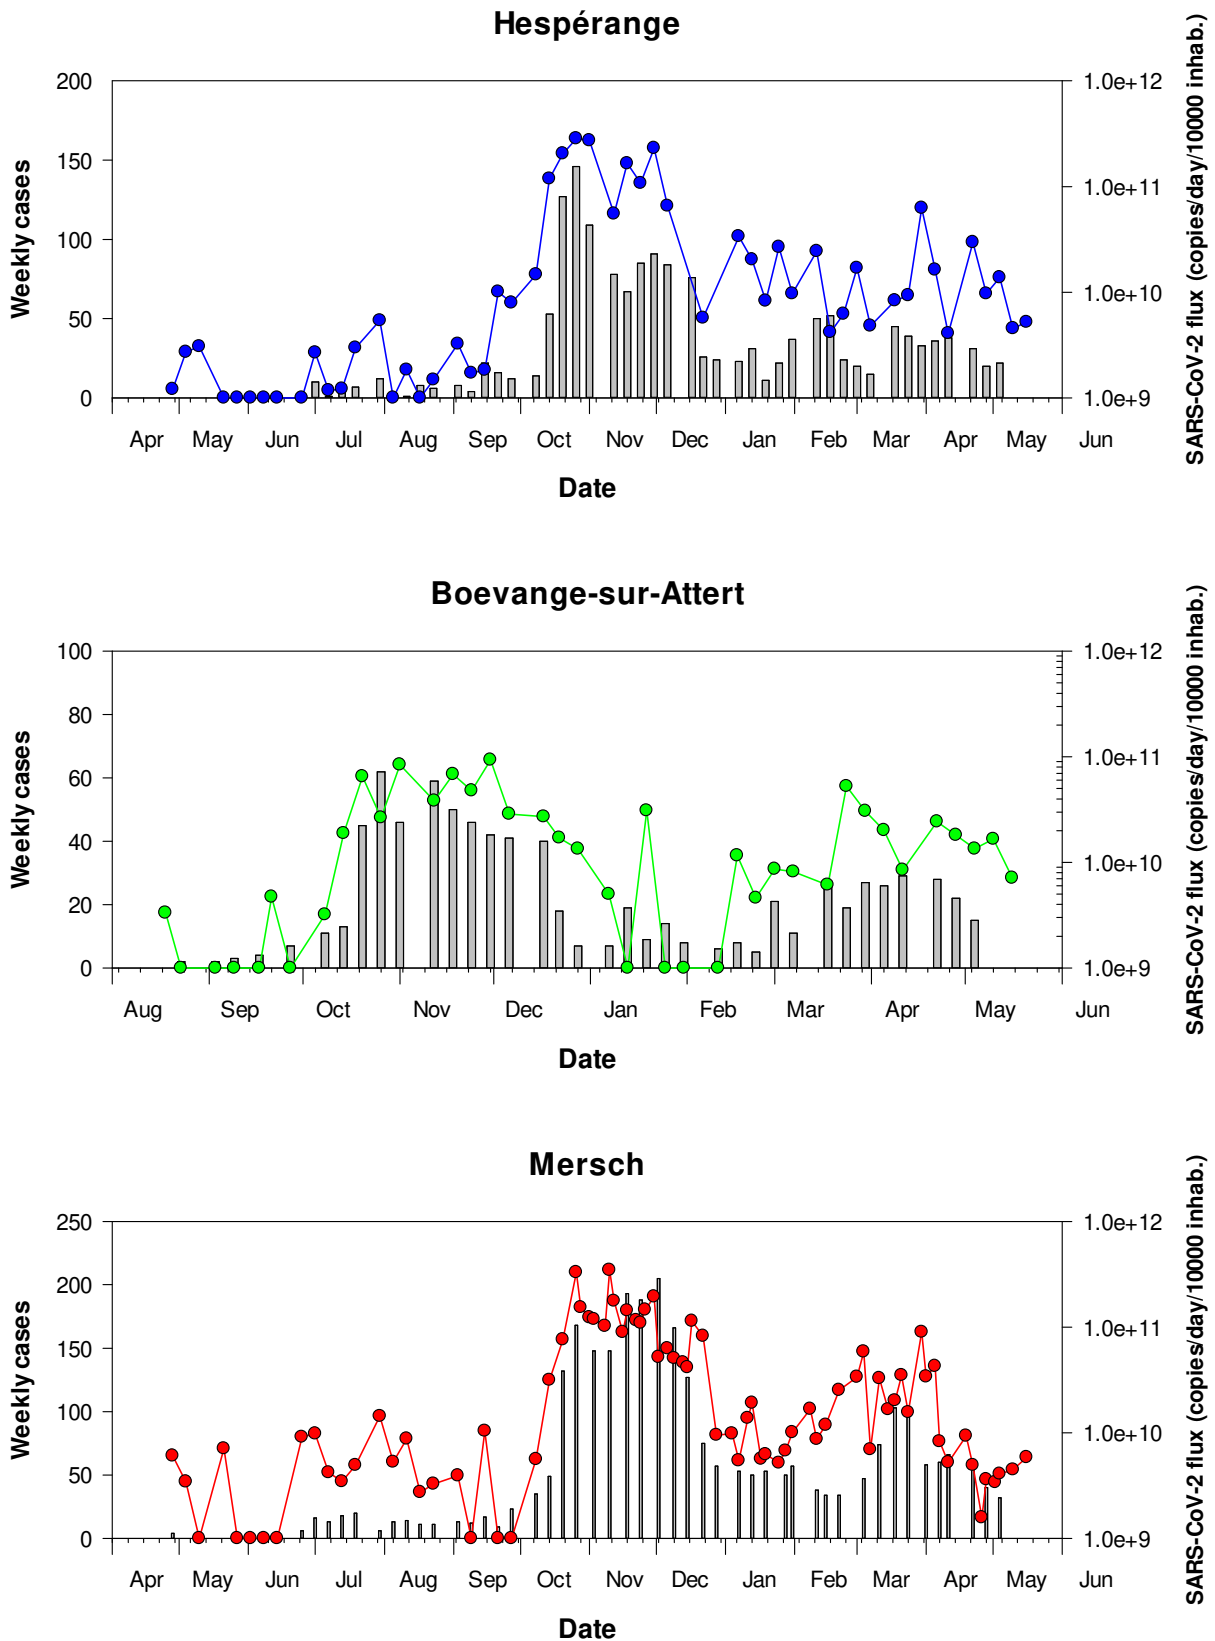 Hespérange
200
150
100
50
0
1.0e+12
1.0e+11
1.0e+10
1.0e+9
Weekly cases
SARS-CoV-2 flux (copies/day/10000 inhab.)
Apr May Jun Jul Aug Sep Oct Nov Dec Jan Feb Mar Apr May Jun
Date
Boevange-sur-Attert
100
80
60
40
20
0
1.0e+12
1.0e+11
1.0e+10
1.0e+9
Weekly cases
SARS-CoV-2 flux (copies/day/10000 inhab.)
Aug Sep Oct Nov Dec Jan Feb Mar Apr May Jun
Date
Mersch
250
200
150
100
50
0
1.0e+12
1.0e+11
1.0e+10
1.0e+9
Weekly cases
SARS-CoV-2 flux (copies/day/10000 inhab.)
Apr May Jun Jul Aug Sep Oct Nov Dec Jan Feb Mar Apr May Jun
Date